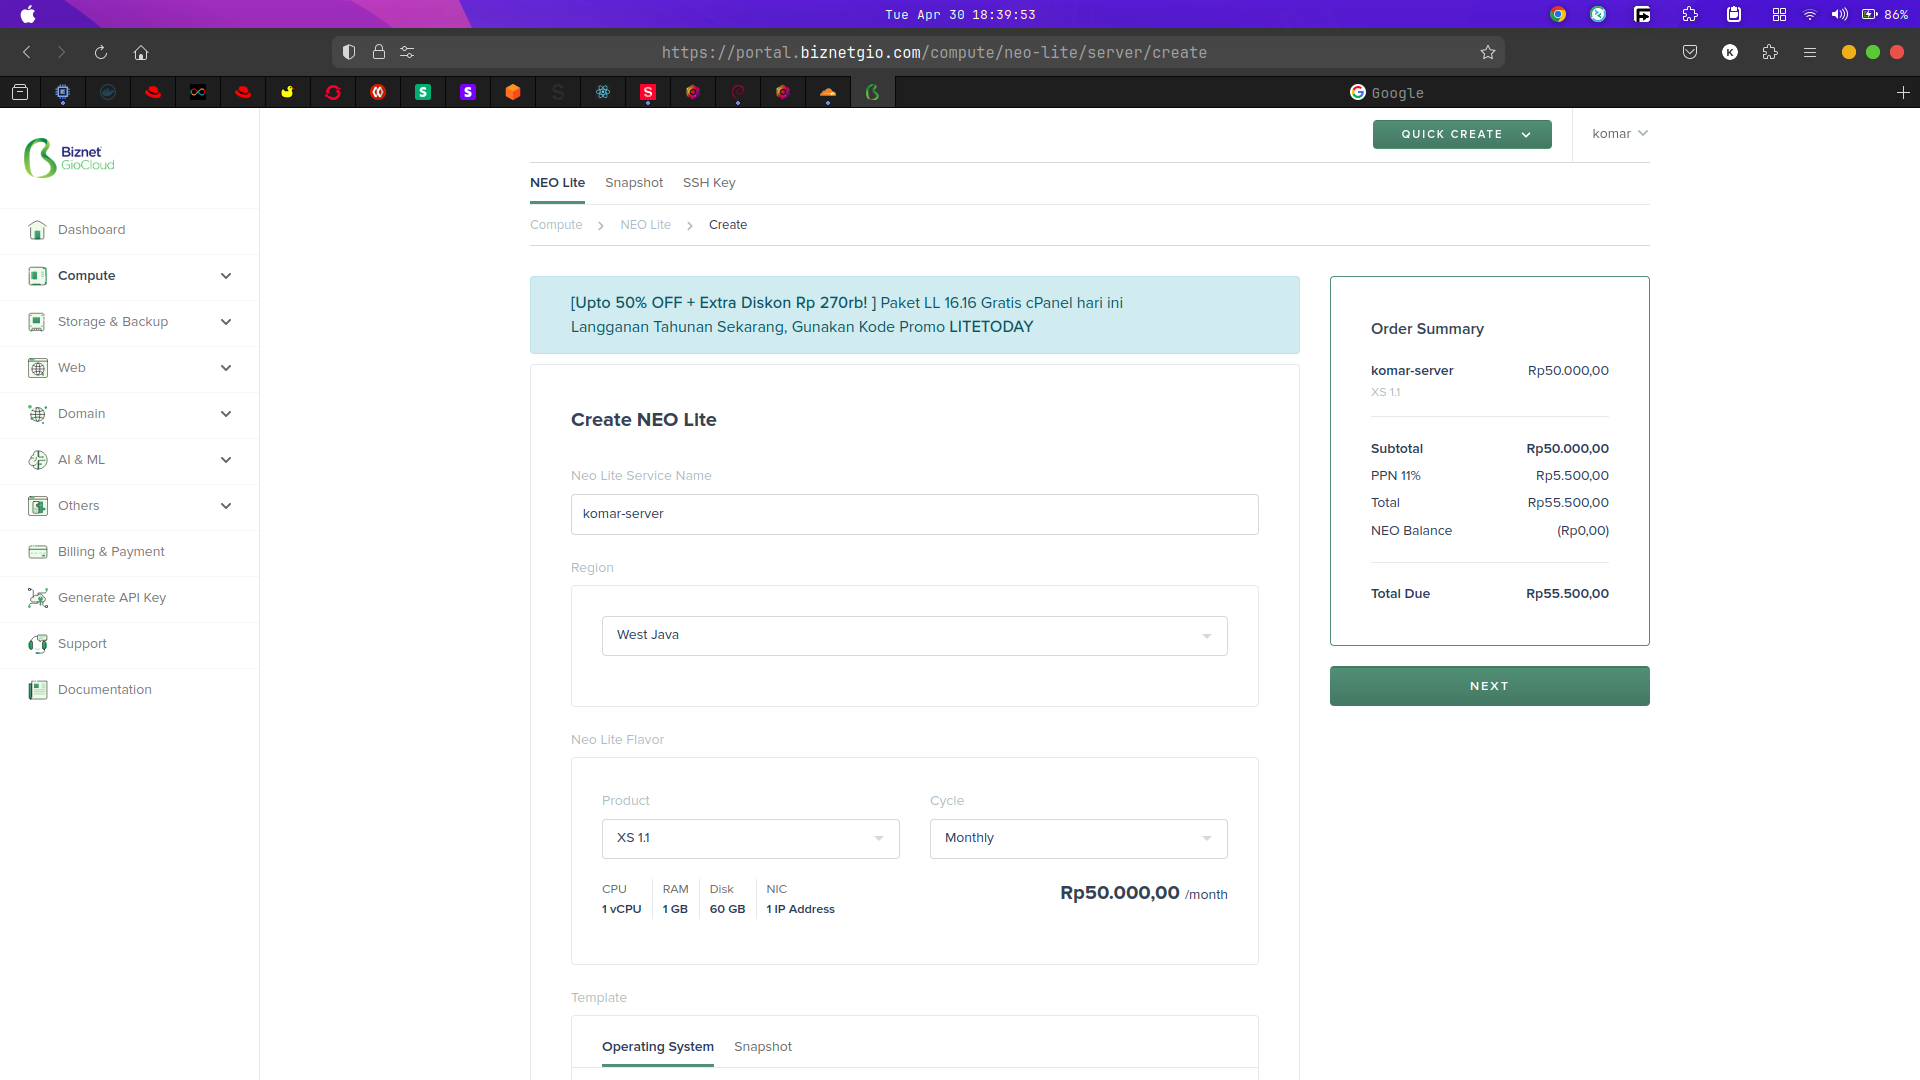 Tue Apr 30 18:39:53
86%
https://portal.biznetgio.com/compute/neo-lite/server/create
K
Google
Biznet
GioCloud
QUICK CREATE
komar
NEO Lite Snapshot SSH Key
Compute NEO Lite Create
Dashboard
Compute
Storage & Backup
Web
Domain
AI & ML
Others
Billing & Payment
Generate API Key
Support
Documentation
[Upto 50% OFF + Extra Diskon Rp 270rb! ] Paket LL 16.16 Gratis cPanel hari ini
Langganan Tahunan Sekarang, Gunakan Kode Promo LITETODAY
Create NEO Lite
Neo Lite Service Name
komar-server
Region
West Java
Neo Lite Flavor
Product Cycle
XS 1.1 Monthly
CPU RAM Disk NIC
1 vCPU 1 GB 60 GB 1 IP Address
Rp50.000,00 /month
Template
Operating System Snapshot
Order Summary
komar-server Rp50.000,00
XS 1.1
Subtotal Rp50.000,00
PPN 11% Rp5.500,00
Total Rp55.500,00
NEO Balance (Rp0,00)
Total Due Rp55.500,00
NEXT